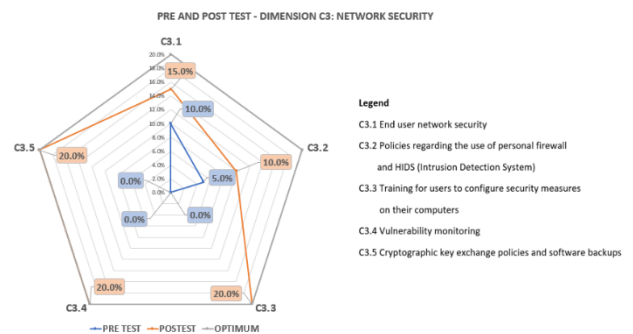 PRE AND POST TEST - DIMENSION C3: NETWORK SECURITY
C3.1
20.0%
18.0%
16.0%
14.0%
12.0%
10.0%
8.0%
6.0%
4.0%
2.0%
0.0%
15.0%
10.0%
C3.5
C3.2
20.0%
10.0%
0.0%
5.0%
0.0%
0.0%
20.0%
20.0%
C3.4
C3.3
PRE TEST
POSTEST
OPTIMUM
Legend
C3.1 End user network security
C3.2 Policies regarding the use of personal firewall
and HIDS (Intrusion Detection System)
C3.3 Training for users to configure security measures
on their computers
C3.4 Vulnerability monitoring
C3.5 Cryptographic key exchange policies and software backups